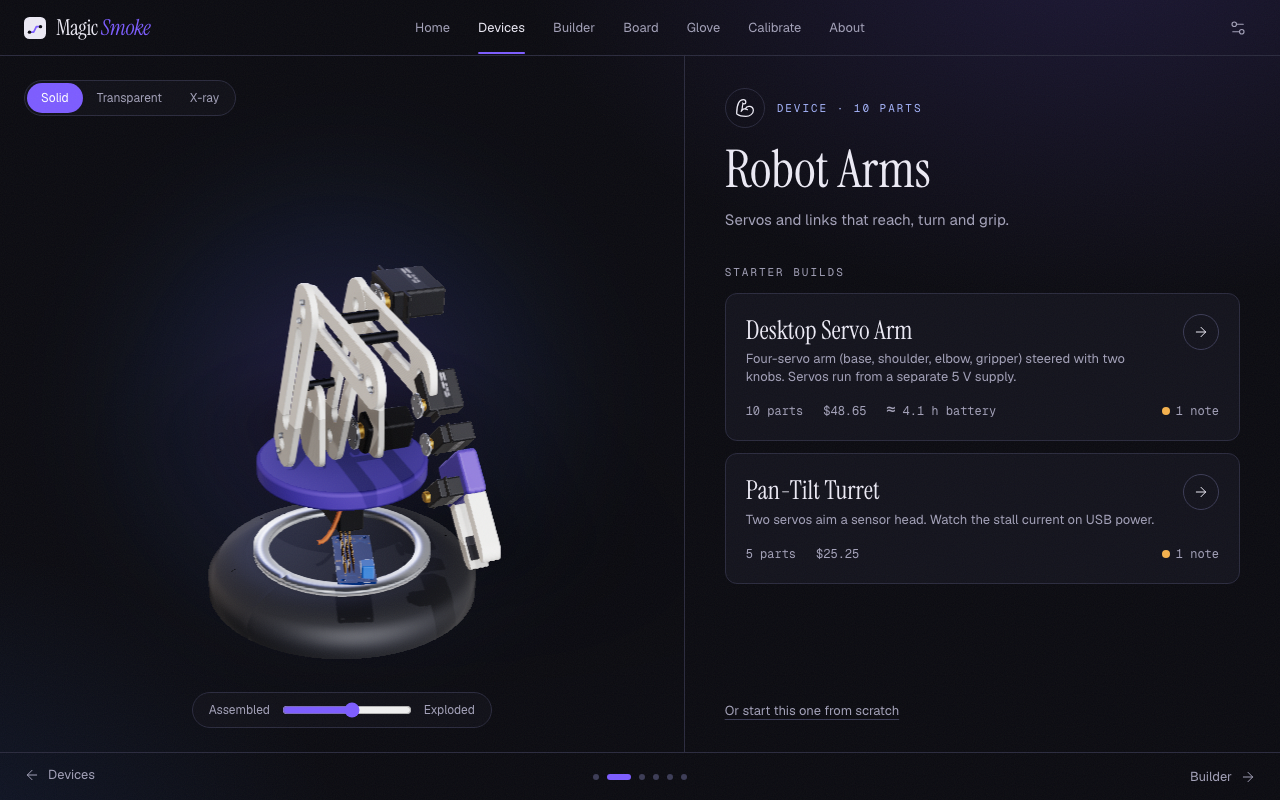 Magic Smoke
Home
Devices
Builder
Board
Glove
Calibrate
About
Solid
Transparent
X-ray
Assembled
Exploded
DEVICE · 10 PARTS
Robot Arms
Servos and links that reach, turn and grip.
STARTER BUILDS
Desktop Servo Arm
Four-servo arm (base, shoulder, elbow, gripper) steered with two
knobs. Servos run from a separate 5 V supply.
10 parts $48.65 ≈ 4.1 h battery
1 note
Pan-Tilt Turret
Two servos aim a sensor head. Watch the stall current on USB power.
5 parts $25.25
1 note
Or start this one from scratch
Devices
Builder